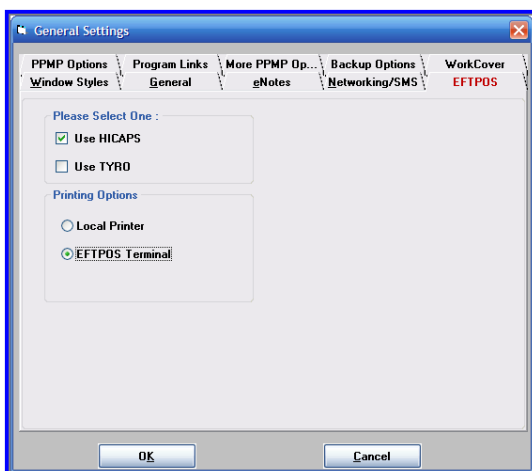 General Settings
PPMP Options Program Links More PPMP Op... Backup Options WorkCover
Window Styles General eNotes Networking/SMS EFTPOS
Please Select One :
Use HICAPS
Use TYRO
Printing Options
Local Printer
EFTPOS Terminal
OK Cancel